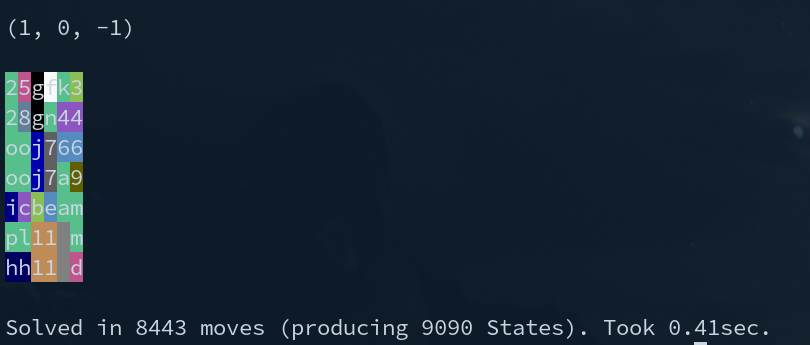 (1, 0, -1)
25gfk3
28gn44
ooj766
ooj7a9
icbeam
pl11 m
hh11 d
Solved in 8443 moves (producing 9090 States). Took 0.41sec.